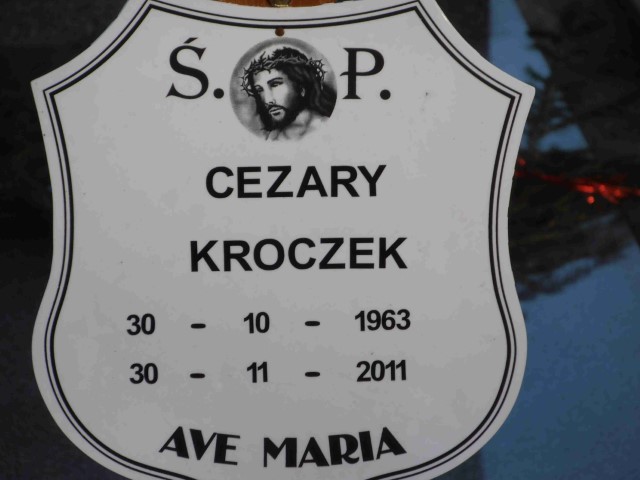 Ś. P.
CEZARY
KROCZEK
30 - 10 - 1963
30 - 11 - 2011
AVE MARIA